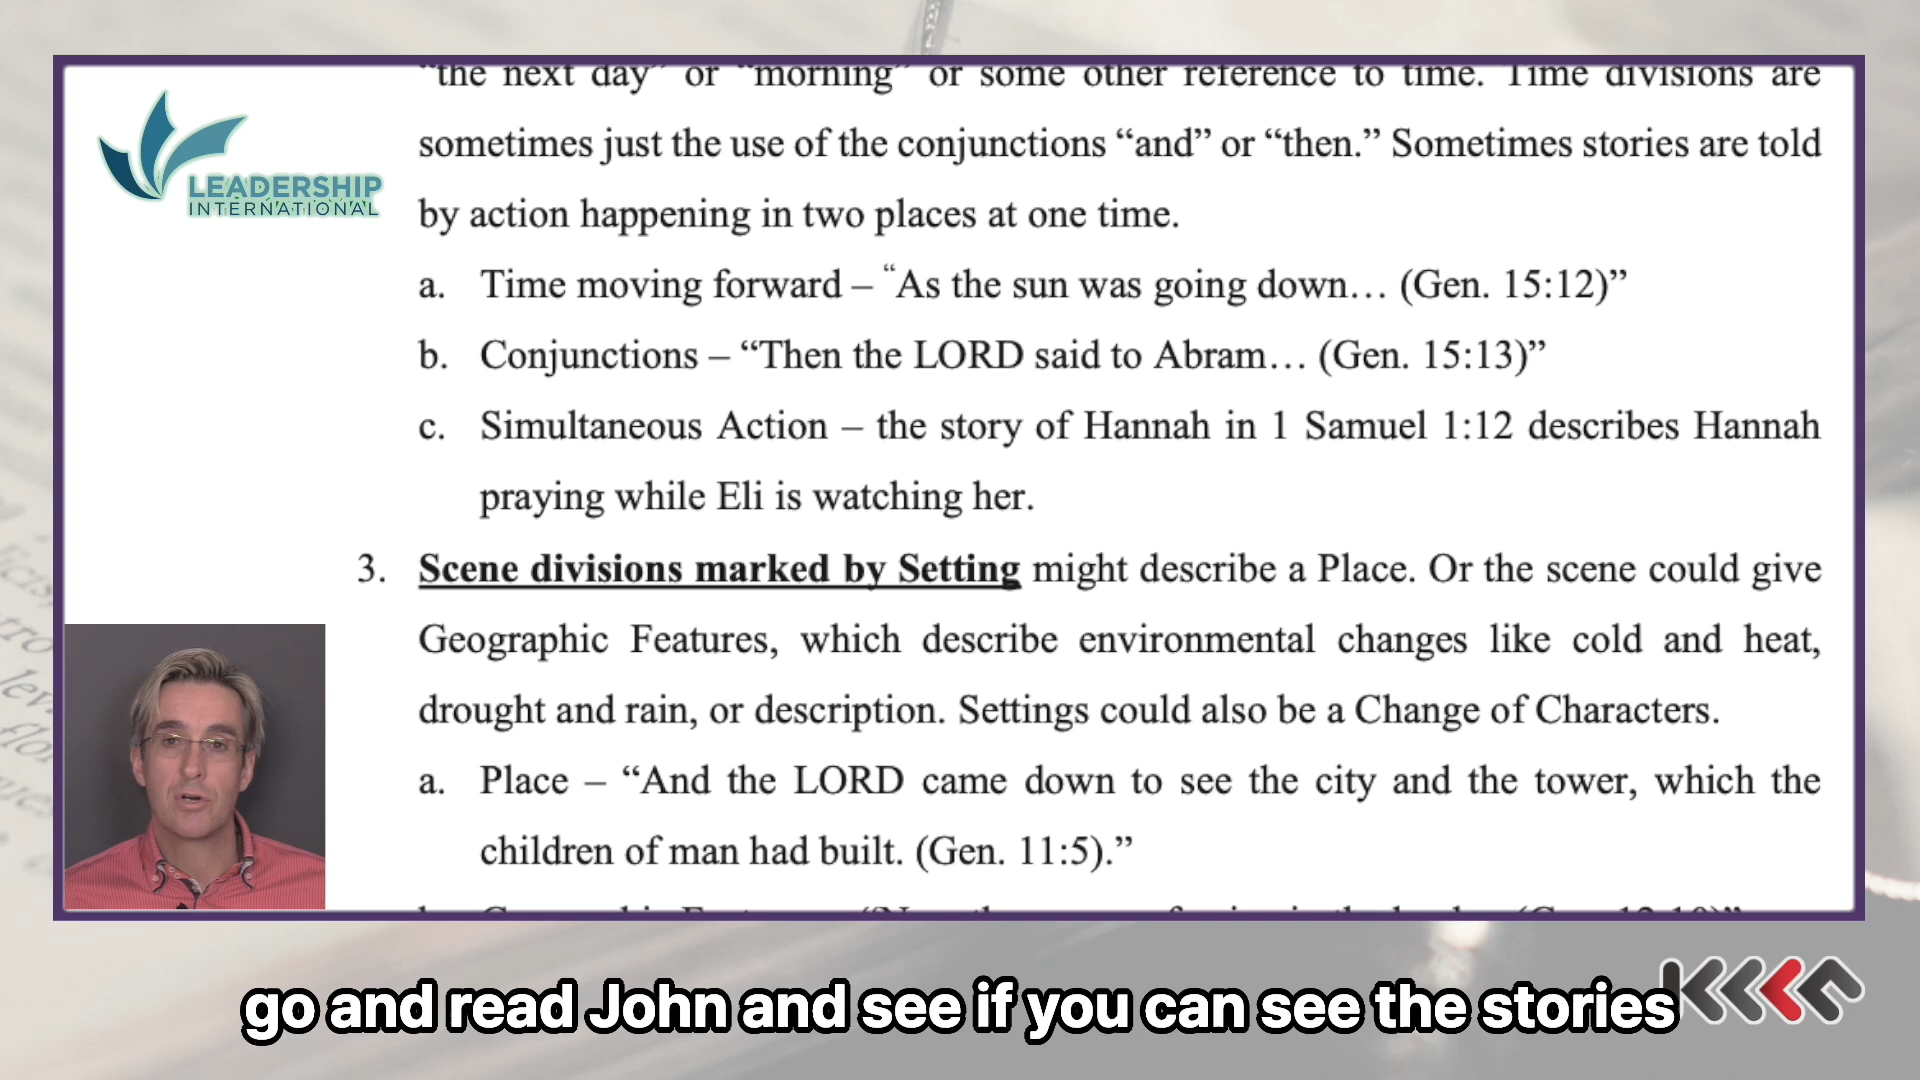 LEADERSHIP
INTERNATIONAL
“the next day” or “morning” or some other reference to time. Time divisions are
sometimes just the use of the conjunctions “and” or “then.” Sometimes stories are told
by action happening in two places at one time.
a. Time moving forward – “As the sun was going down… (Gen. 15:12)”
b. Conjunctions – “Then the LORD said to Abram… (Gen. 15:13)”
c. Simultaneous Action – the story of Hannah in 1 Samuel 1:12 describes Hannah
praying while Eli is watching her.
3. Scene divisions marked by Setting might describe a Place. Or the scene could give
Geographic Features, which describe environmental changes like cold and heat,
drought and rain, or description. Settings could also be a Change of Characters.
a. Place – “And the LORD came down to see the city and the tower, which the
children of man had built. (Gen. 11:5).”
go and read John and see if you can see the stories